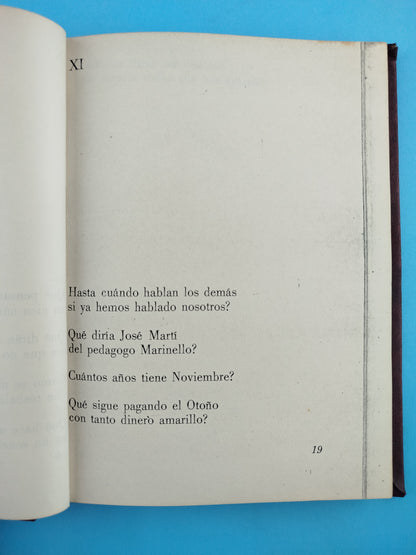 XI
Hasta cuándo hablan los demás
si ya hemos hablado nosotros?
Qué diría José Martí
del pedagogo Marinello?
Cuántos años tiene Noviembre?
Qué sigue pagando el Otoño
con tanto dinero amarillo?
19